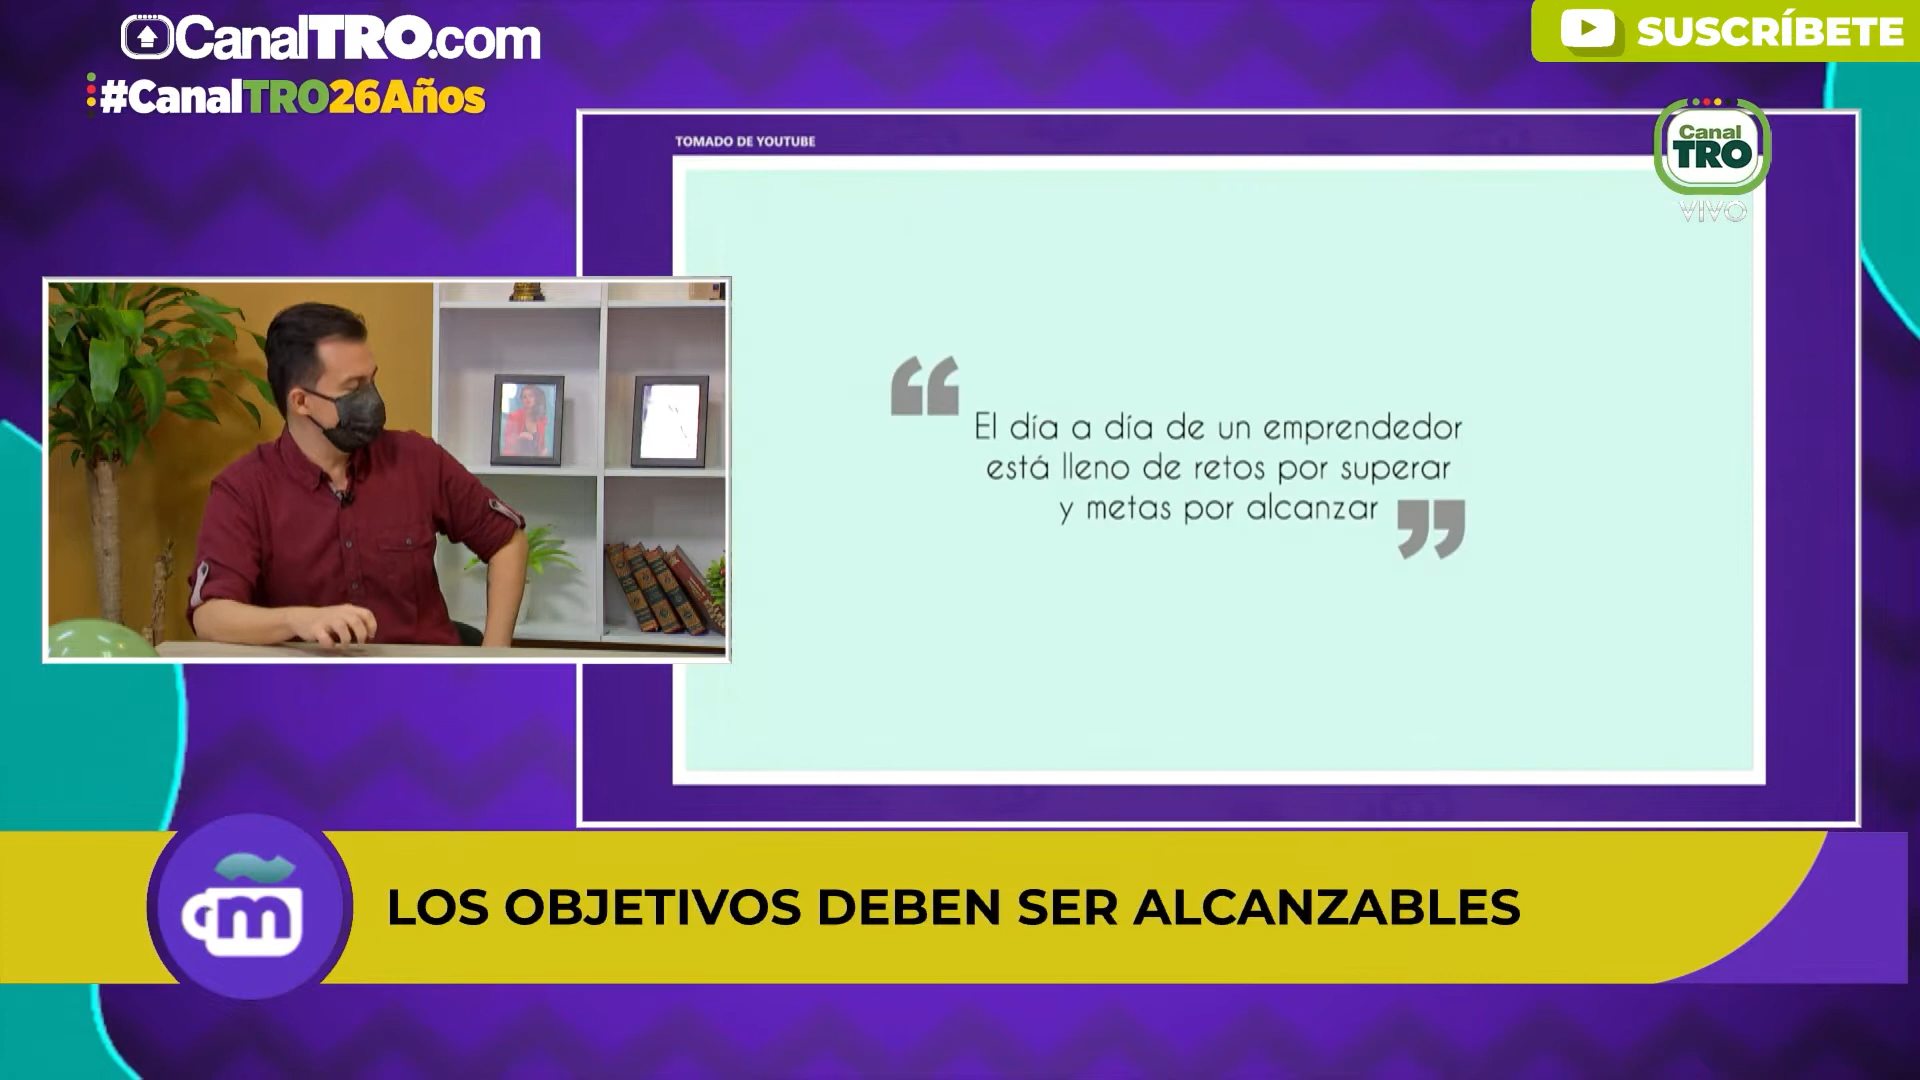 CanalTRO.com
#CanalTRO26Años
SUSCRÍBETE
TOMADO DE YOUTUBE
Canal
TRO
VIVO
“El día a día de un emprendedor
está lleno de retos por superar
y metas por alcanzar”
m
LOS OBJETIVOS DEBEN SER ALCANZABLES